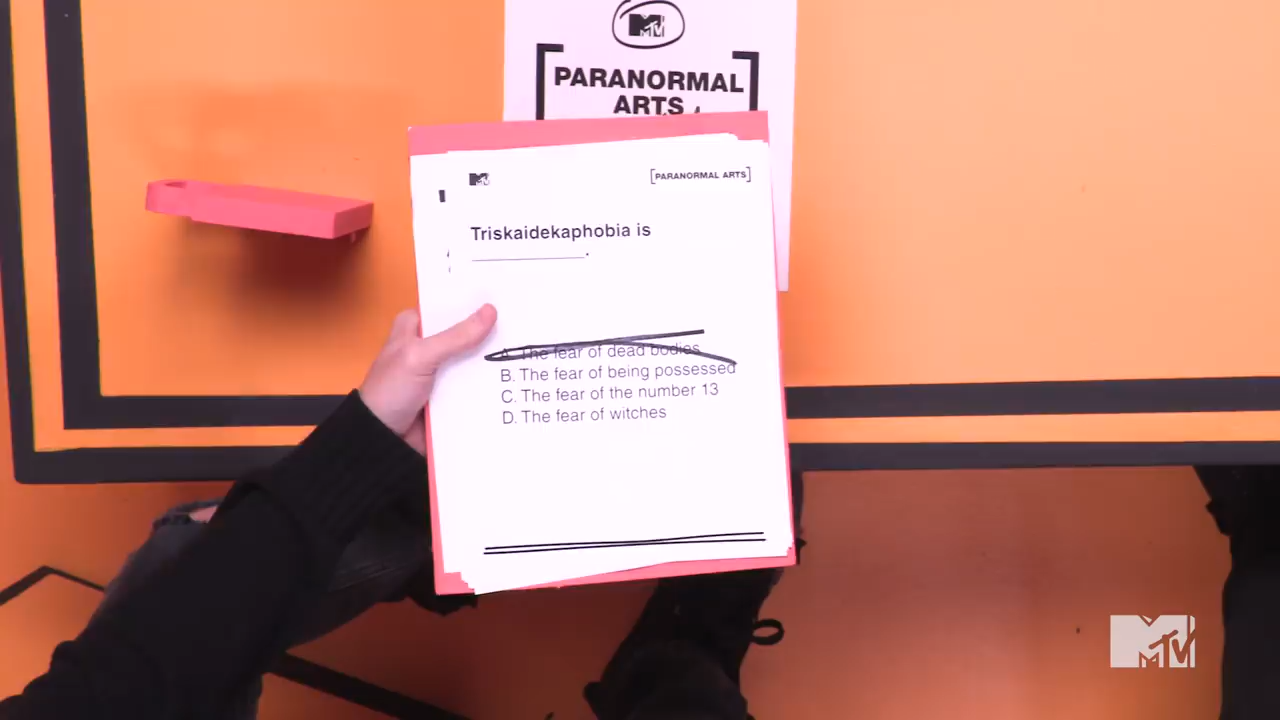 MTV
PARANORMAL
ARTS
MTV
PARANORMAL ARTS
Triskaidekaphobia is
____________.
A. The fear of dead bodies
B. The fear of being possessed
C. The fear of the number 13
D. The fear of witches
MTV